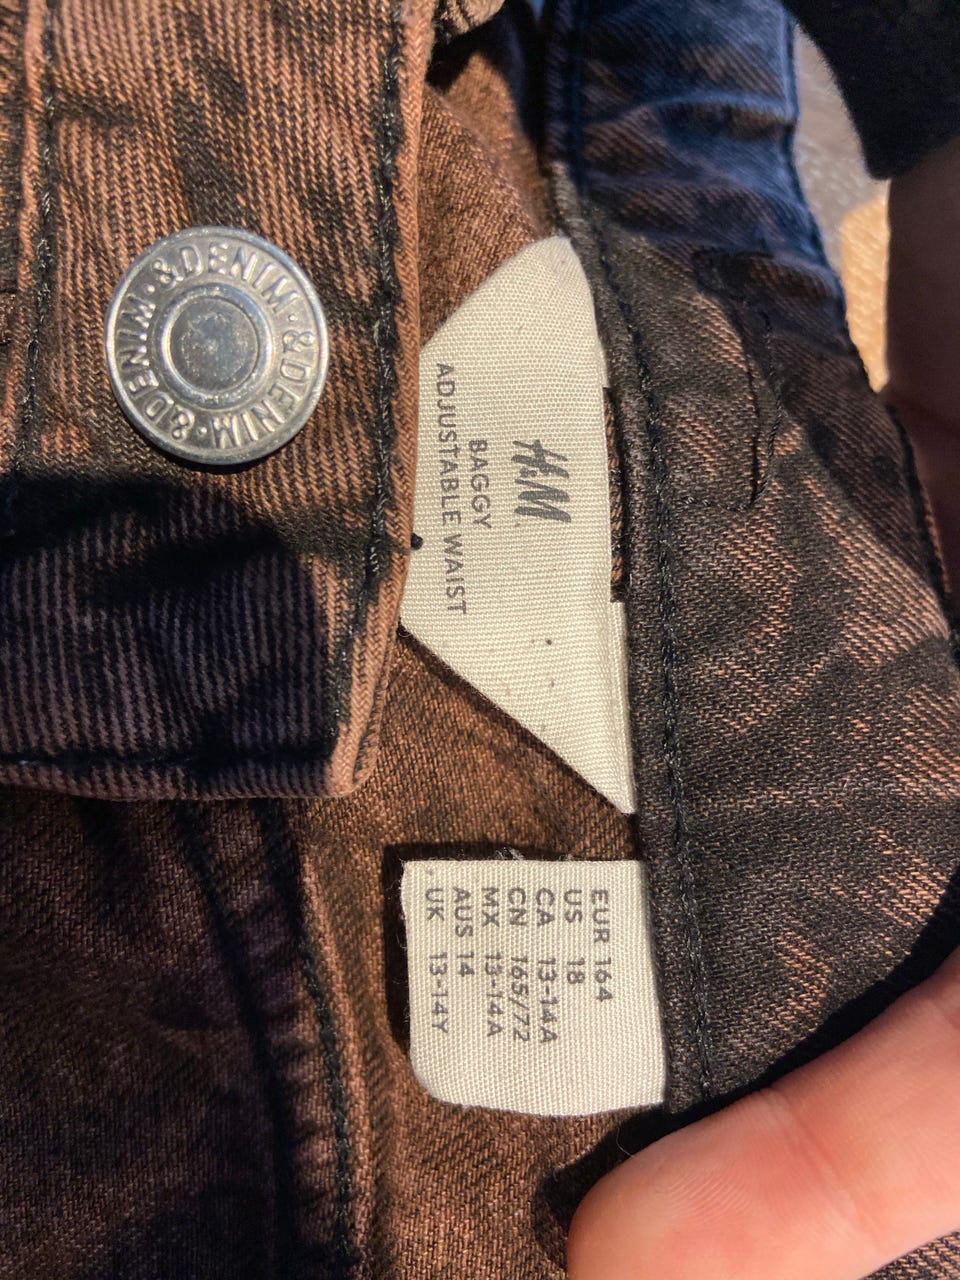 &DENIM·&DENIM·&DENIM·
H&M
BAGGY
ADJUSTABLE WAIST
EUR 164
US 18
CA 13-14A
CN 165/72
MX 13-14A
AUS 14
UK 13-14Y